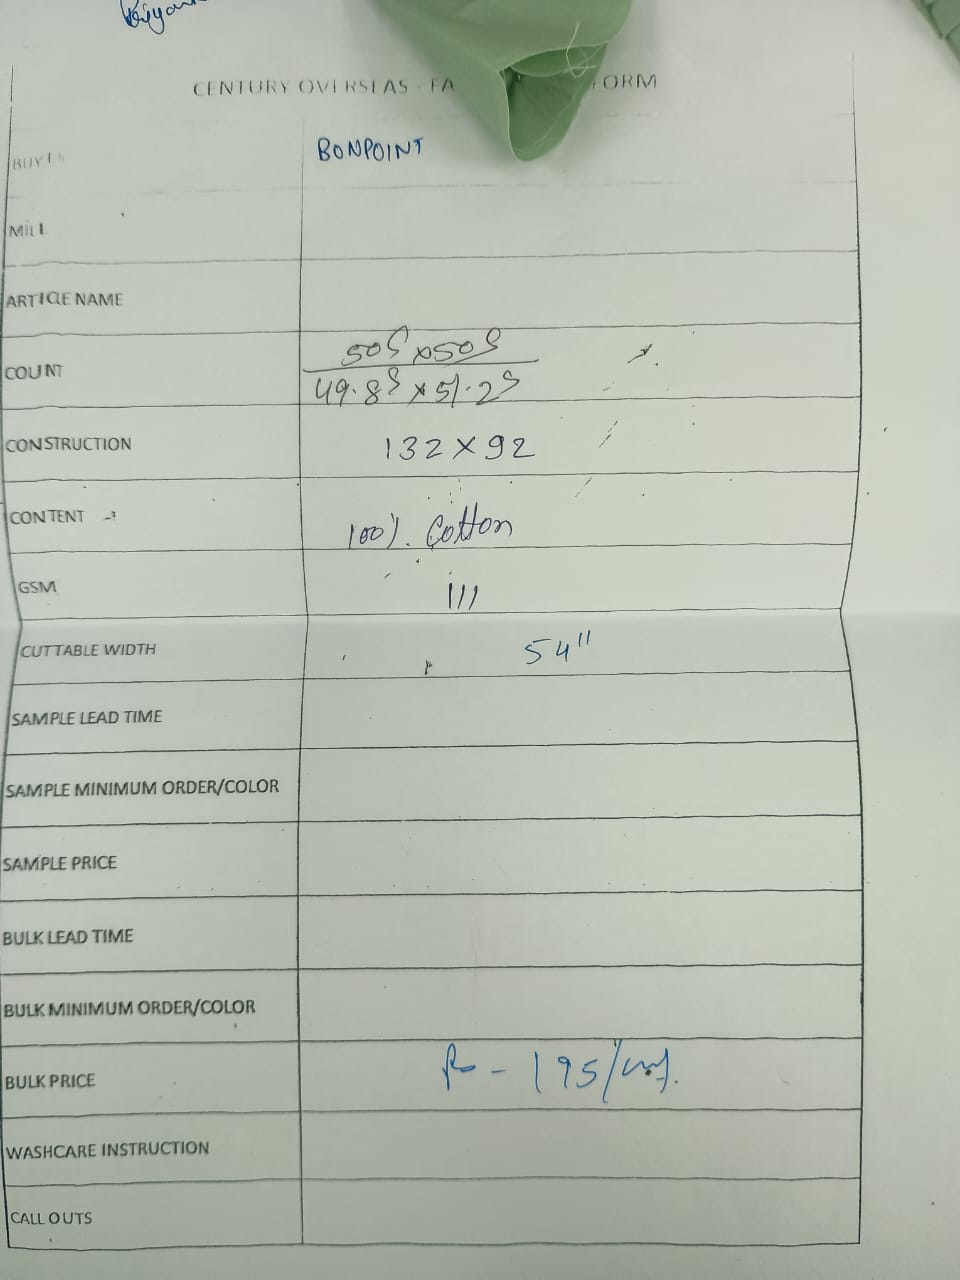 CENTURY OVERSEAS - FA ORM
BUYER BONPOINT
MILL
ARTICLE NAME
COUNT 50S x 50S
49.8S x 51.2S
CONSTRUCTION 132 X 92
CONTENT 100%. Cotton
GSM 111
CUTTABLE WIDTH 54"
SAMPLE LEAD TIME
SAMPLE MINIMUM ORDER/COLOR
SAMPLE PRICE
BULK LEAD TIME
BULK MINIMUM ORDER/COLOR
BULK PRICE - 195/
WASHCARE INSTRUCTION
CALL OUTS